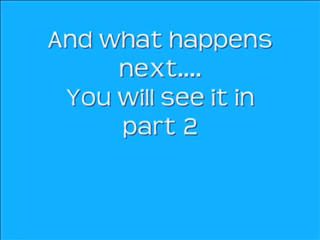 And what happens
next....
You will see it in
part 2